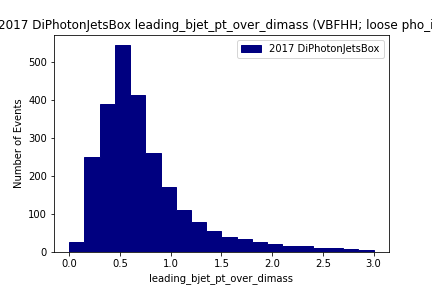 2017 DiPhotonJetsBox leading_bjet_pt_over_dimass (VBFHH; loose pho_i
2017 DiPhotonJetsBox
Number of Events
500
400
300
200
100
0
0.0 0.5 1.0 1.5 2.0 2.5 3.0
leading_bjet_pt_over_dimass